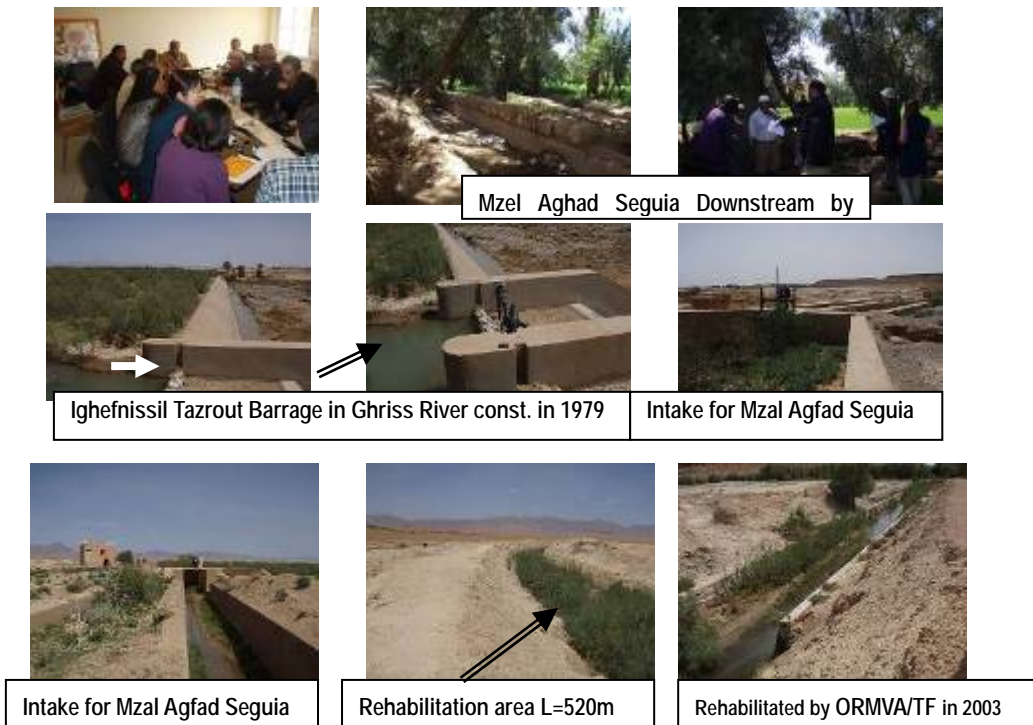 Mzel Aghad Seguia Downstream by
Ighefnissil Tazrout Barrage in Ghriss River const. in 1979
Intake for Mzal Agfad Seguia
Intake for Mzal Agfad Seguia
Rehabilitation area L=520m
Rehabilitated by ORMVA/TF in 2003